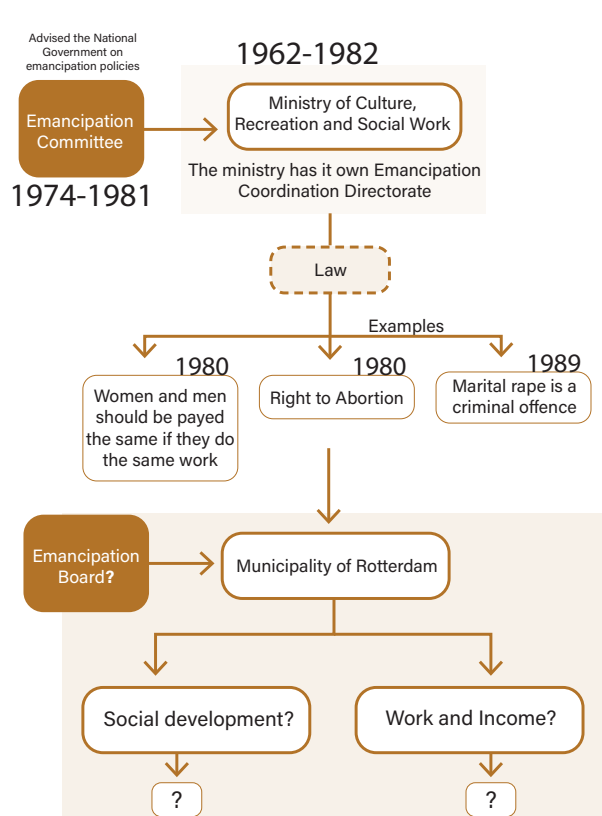 Advised the National
Government on
emancipation policies
1962-1982
Emancipation
Committee
Ministry of Culture,
Recreation and Social Work
1974-1981
The ministry has it own Emancipation
Coordination Directorate
Law
Examples
1980
Women and men
should be payed
the same if they do
the same work
1980
Right to Abortion
1989
Marital rape is a
criminal offence
Emancipation
Board?
Municipality of Rotterdam
Social development?
Work and Income?
?
?